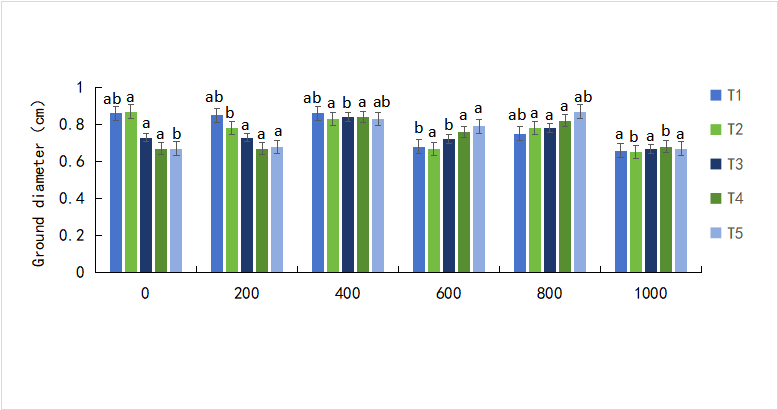 Ground diameter (cm)
1
0.8
0.6
0.4
0.2
0
ab a a a b
ab b a a a
ab a b a ab
b a b a a
ab a a a ab
a b a b a
0 200 400 600 800 1000
T1
T2
T3
T4
T5